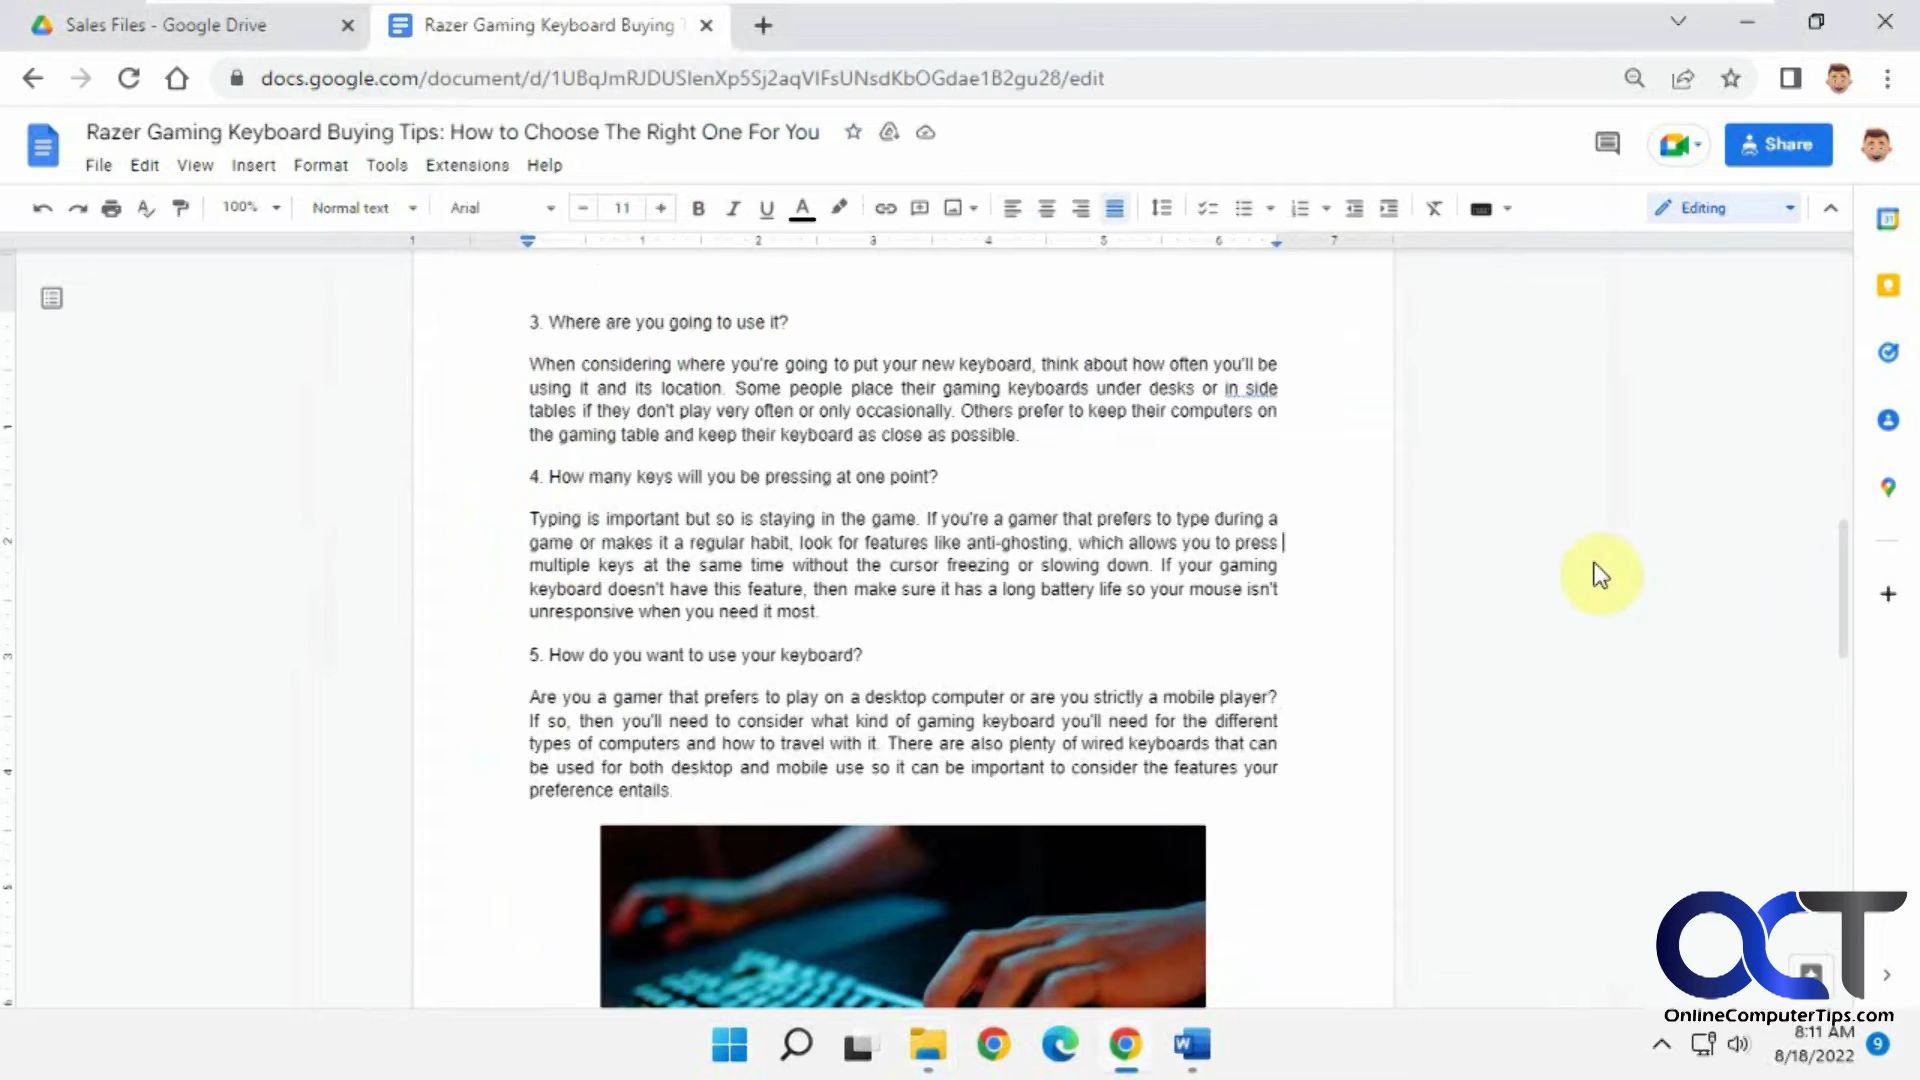 Sales Files - Google Drive
Razer Gaming Keyboard Buying T
docs.google.com/document/d/1UBqJmRJDUSlenXp5Sj2aqVlFsUNsdKbOGdae1B2gu28/edit
Razer Gaming Keyboard Buying Tips: How to Choose The Right One For You
Share
File Edit View Insert Format Tools Extensions Help
100% Normal text Arial 11 B I U A Editing
1 1 2 3 4 5 6 7
3. Where are you going to use it?
When considering where you're going to put your new keyboard, think about how often you'll be
using it and its location. Some people place their gaming keyboards under desks or in side
tables if they don't play very often or only occasionally. Others prefer to keep their computers on
the gaming table and keep their keyboard as close as possible.
4. How many keys will you be pressing at one point?
Typing is important but so is staying in the game. If you're a gamer that prefers to type during a
game or makes it a regular habit, look for features like anti-ghosting, which allows you to press
multiple keys at the same time without the cursor freezing or slowing down. If your gaming
keyboard doesn't have this feature, then make sure it has a long battery life so your mouse isn't
unresponsive when you need it most.
5. How do you want to use your keyboard?
Are you a gamer that prefers to play on a desktop computer or are you strictly a mobile player?
If so, then you'll need to consider what kind of gaming keyboard you'll need for the different
types of computers and how to travel with it. There are also plenty of wired keyboards that can
be used for both desktop and mobile use so it can be important to consider the features your
preference entails.
OCT
OnlineComputerTips.com
8:11 AM
8/18/2022
9